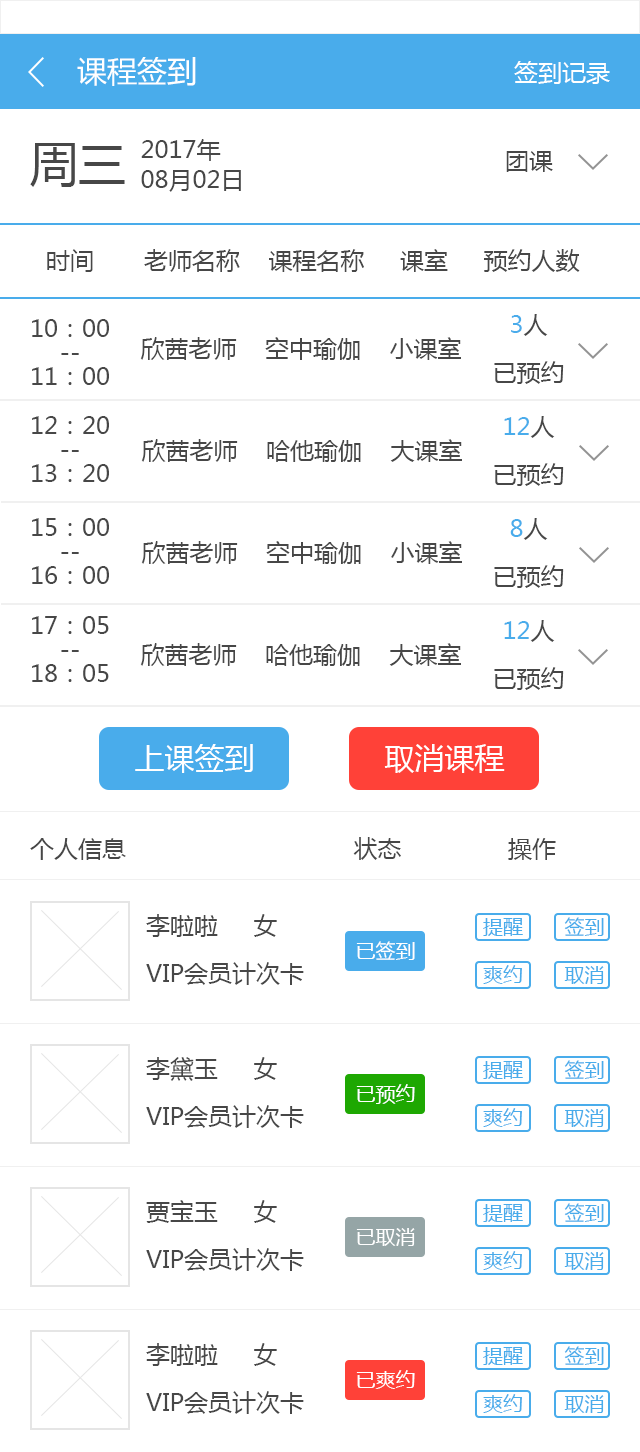 课程签到 签到记录
周三 2017年 08月02日 团课
时间 老师名称 课程名称 课室 预约人数
10：00 -- 11：00 欣茜老师 空中瑜伽 小课室 3人 已预约
12：20 -- 13：20 欣茜老师 哈他瑜伽 大课室 12人 已预约
15：00 -- 16：00 欣茜老师 空中瑜伽 小课室 8人 已预约
17：05 -- 18：05 欣茜老师 哈他瑜伽 大课室 12人 已预约
上课签到 取消课程
个人信息 状态 操作
李啦啦 女 提醒 签到
VIP会员计次卡 已签到 爽约 取消
李黛玉 女 提醒 签到
VIP会员计次卡 已预约 爽约 取消
贾宝玉 女 提醒 签到
VIP会员计次卡 已取消 爽约 取消
李啦啦 女 提醒 签到
VIP会员计次卡 已爽约 爽约 取消